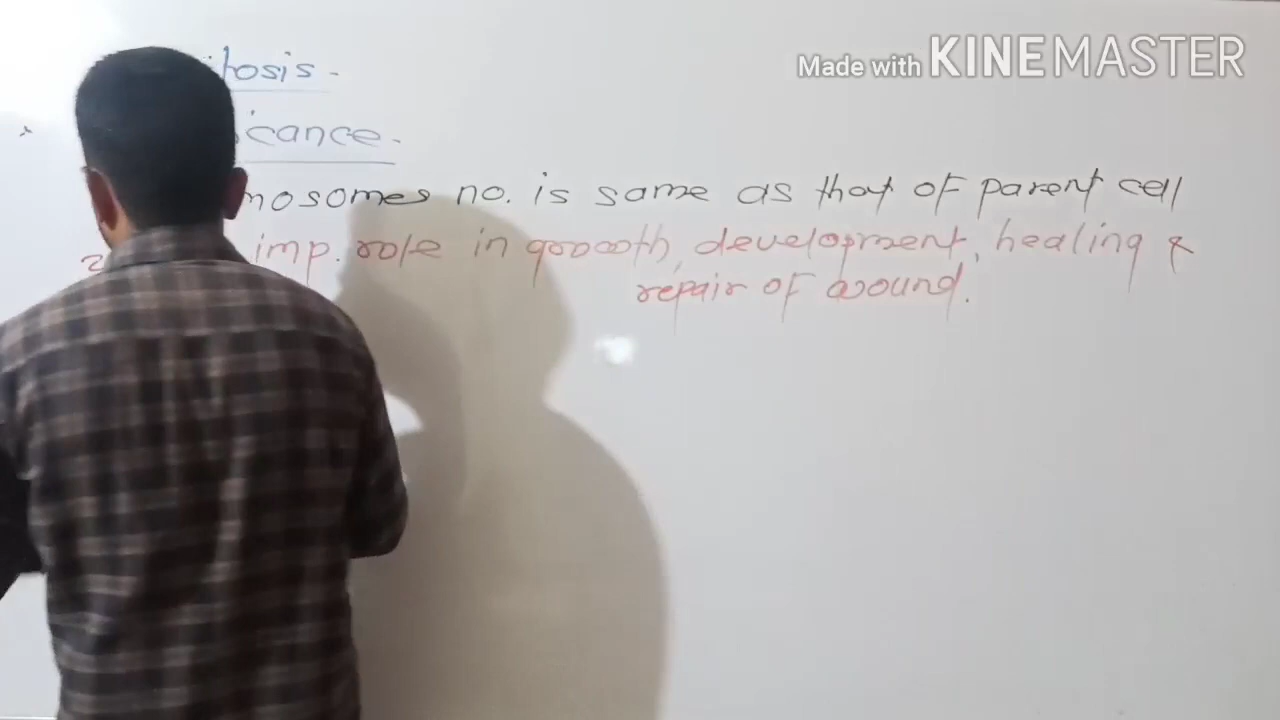 Made with KINEMASTER
itosis -
icance -
mosomes no. is same as that of parent cell
2 imp. role in growth, development, healing &
repair of wound.